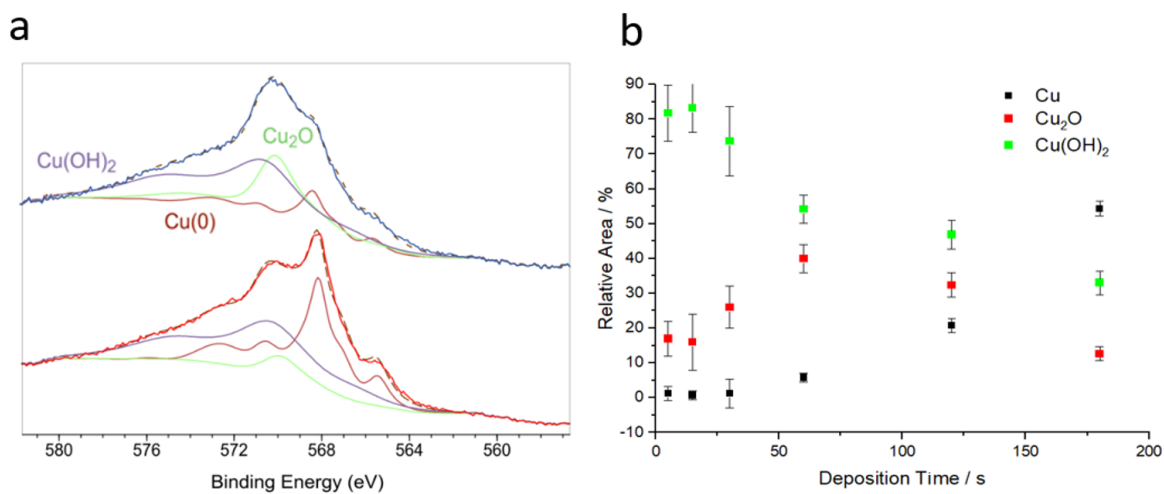 a
Cu(OH)2
Cu2O
Cu(0)
580 576 572 568 564 560
Binding Energy (eV)
b
Relative Area / %
90
80
70
60
50
40
30
20
10
0
-10
0 50 100 150 200
Deposition Time / s
Cu
Cu2O
Cu(OH)2